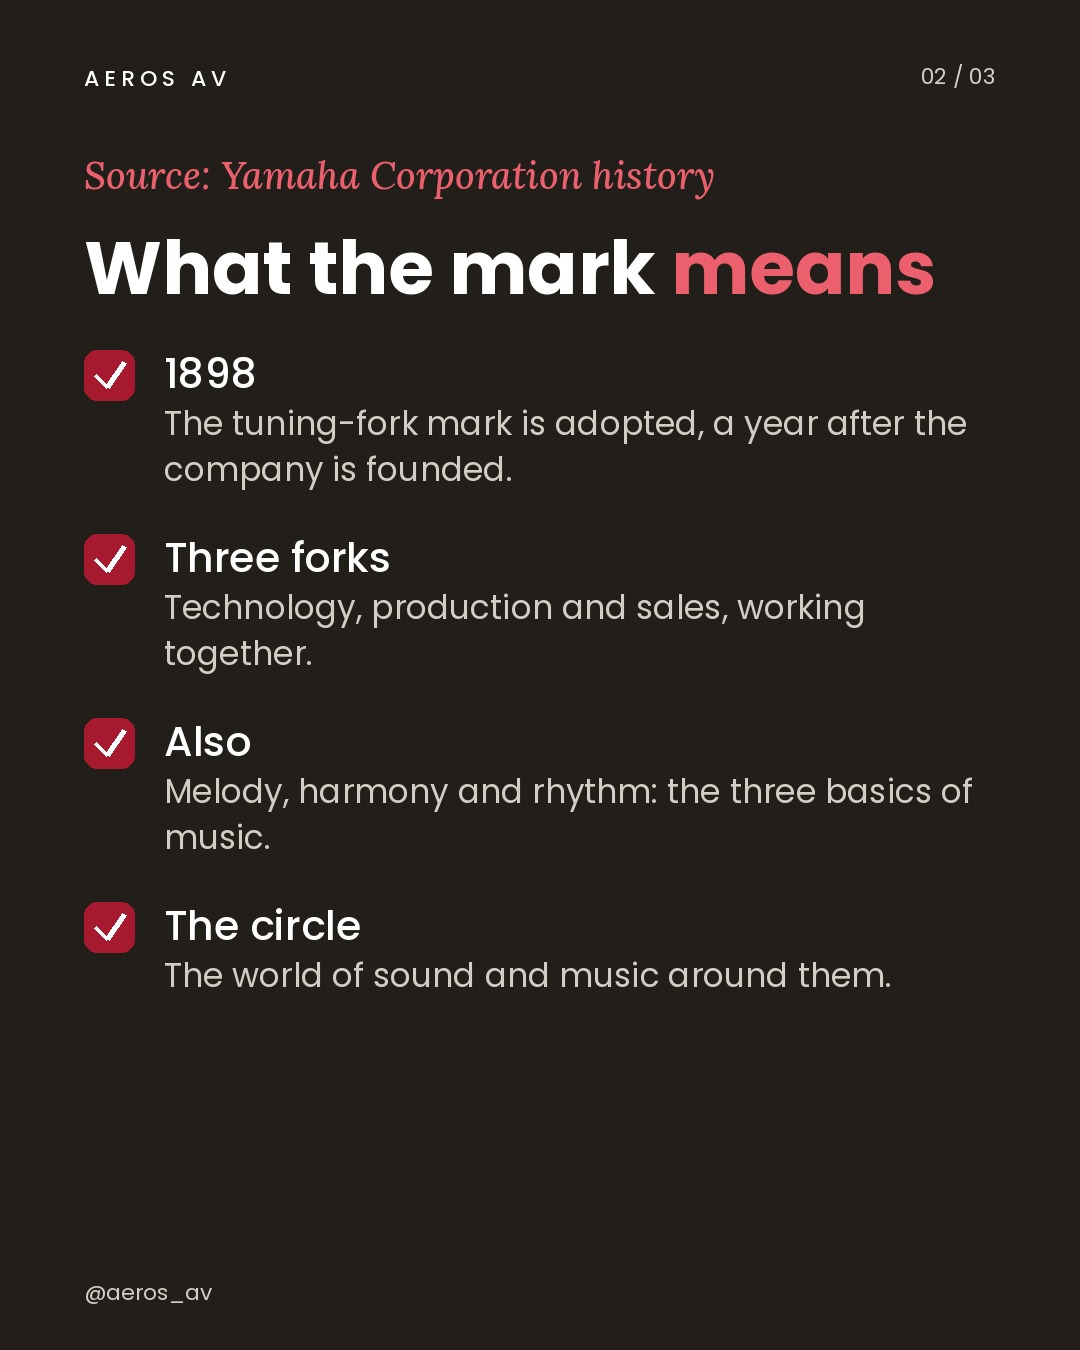 AEROS AV
02 / 03
Source: Yamaha Corporation history
What the mark means
1898
The tuning-fork mark is adopted, a year after the
company is founded.
Three forks
Technology, production and sales, working
together.
Also
Melody, harmony and rhythm: the three basics of
music.
The circle
The world of sound and music around them.
@aeros_av